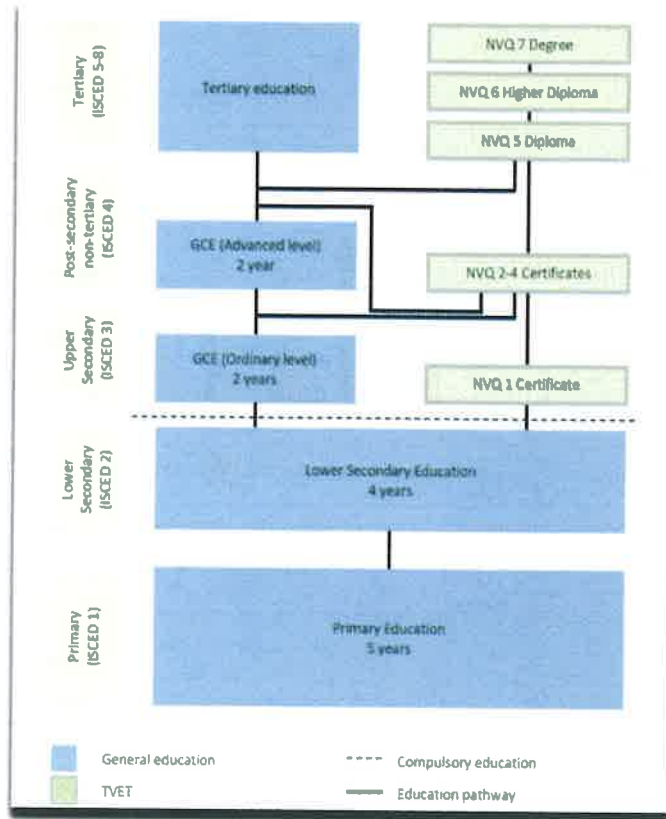 Tertiary
(ISCED 5-8)
Tertiary education
NVQ 7 Degree
NVQ 6 Higher Diploma
NVQ 5 Diploma
Post-secondary
non-tertiary
(ISCED 4)
GCE (Advanced level)
2 year
NVQ 2-4 Certificates
Upper
Secondary
(ISCED 3)
GCE (Ordinary level)
2 years
NVQ 1 Certificate
Lower
Secondary
(ISCED 2)
Lower Secondary Education
4 years
Primary
(ISCED 1)
Primary Education
5 years
General education
Compulsory education
TVET
Education pathway